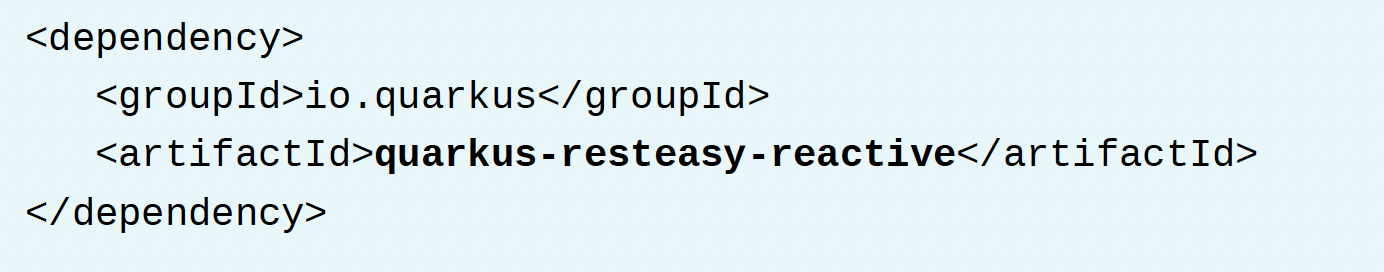 <dependency>
<groupId>io.quarkus</groupId>
<artifactId>quarkus-resteasy-reactive</artifactId>
</dependency>